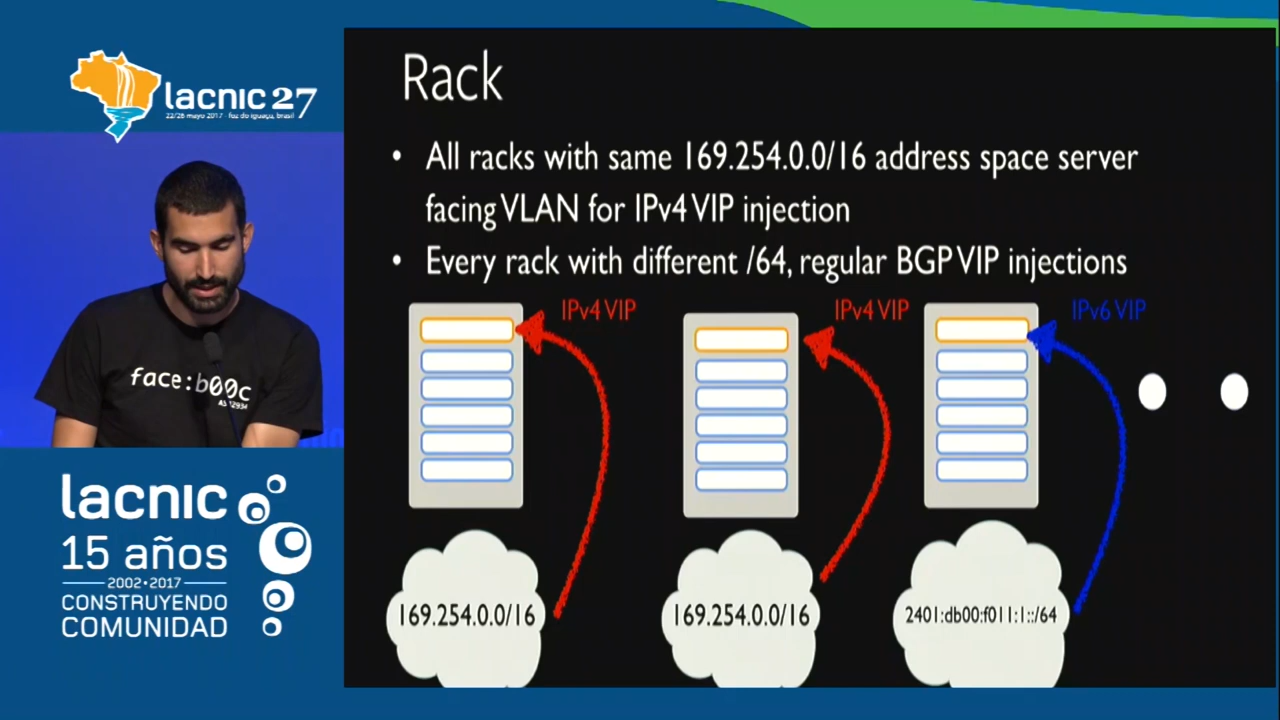 lacnic 27
22/26 mayo 2017 - foz do iguaçu, brasil
face:b00c
lacnic
15 años
2002•2017
CONSTRUYENDO
COMUNIDAD
Rack
• All racks with same 169.254.0.0/16 address space server
facing VLAN for IPv4 VIP injection
• Every rack with different /64, regular BGP VIP injections
IPv4 VIP
IPv4 VIP
IPv6 VIP
169.254.0.0/16
169.254.0.0/16
2401:db00:f011:1::/64